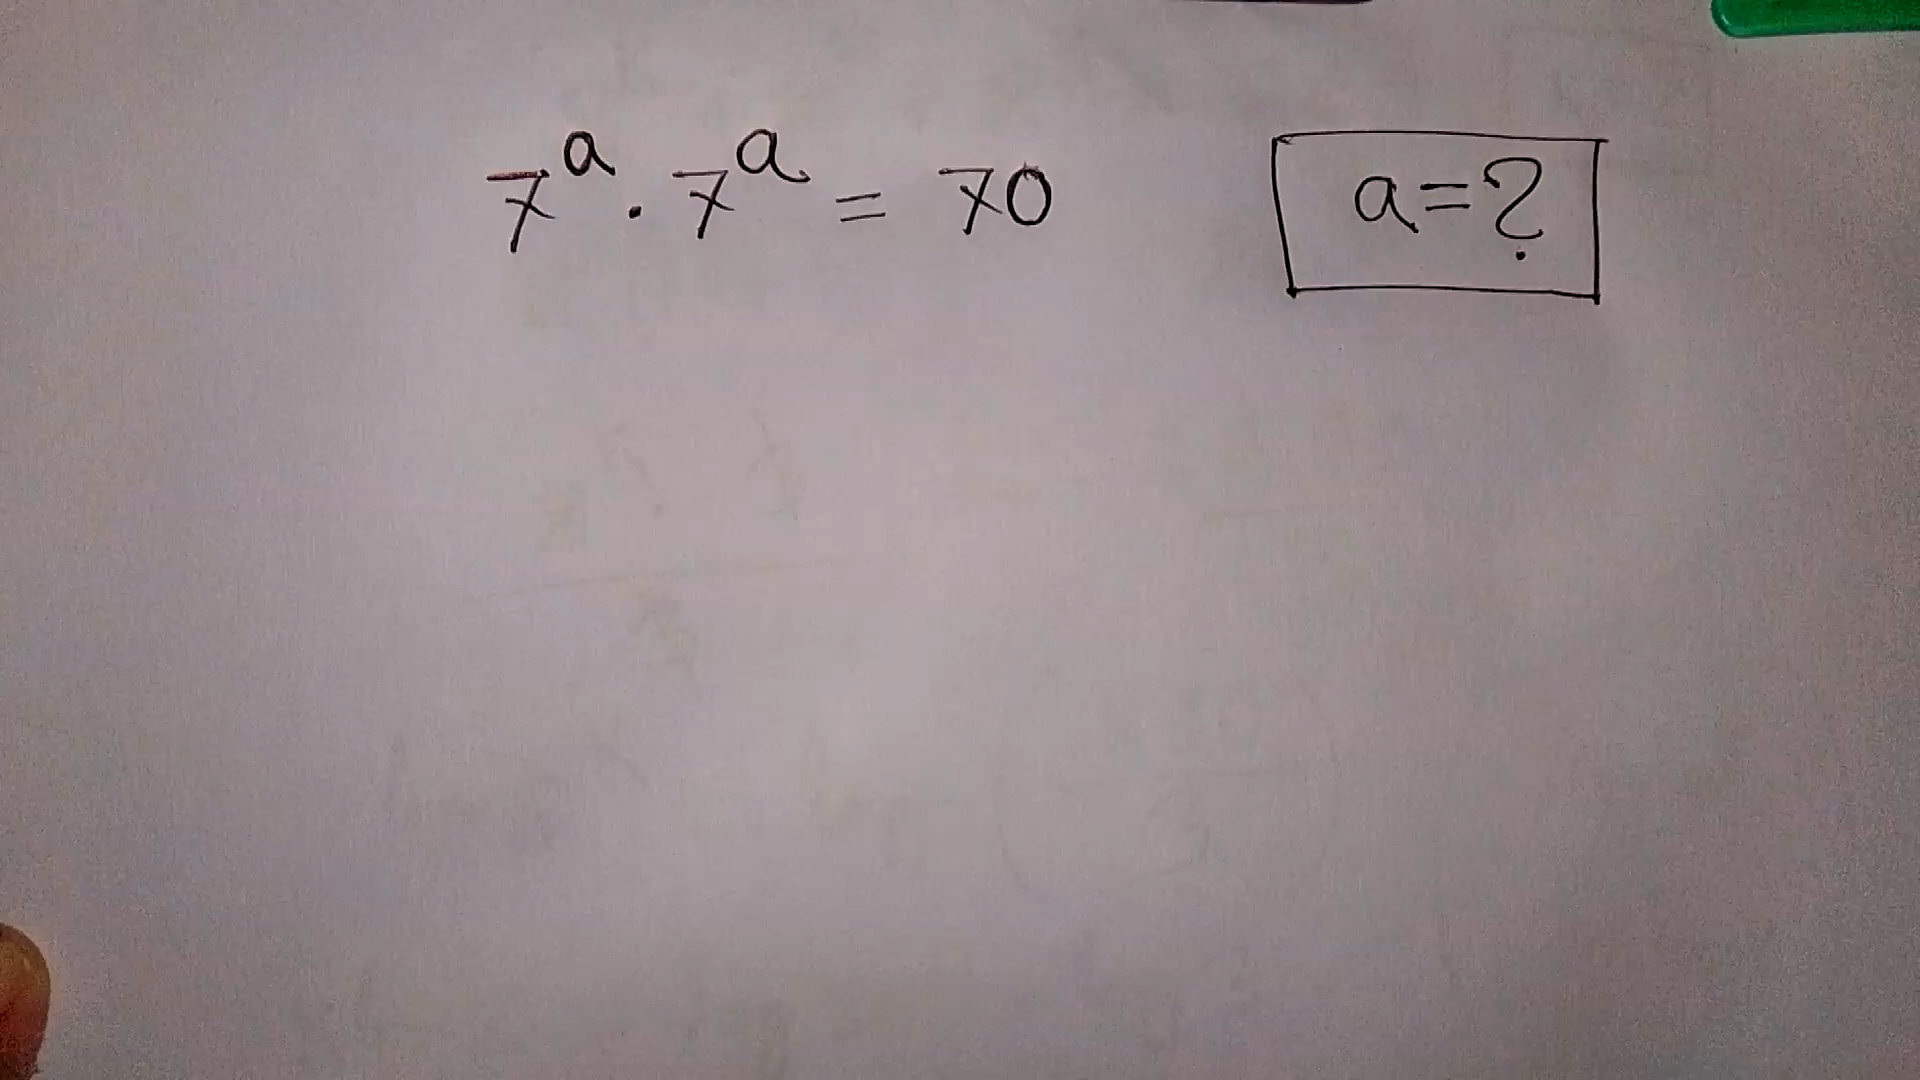 7^a · 7^a = 70
a = ?